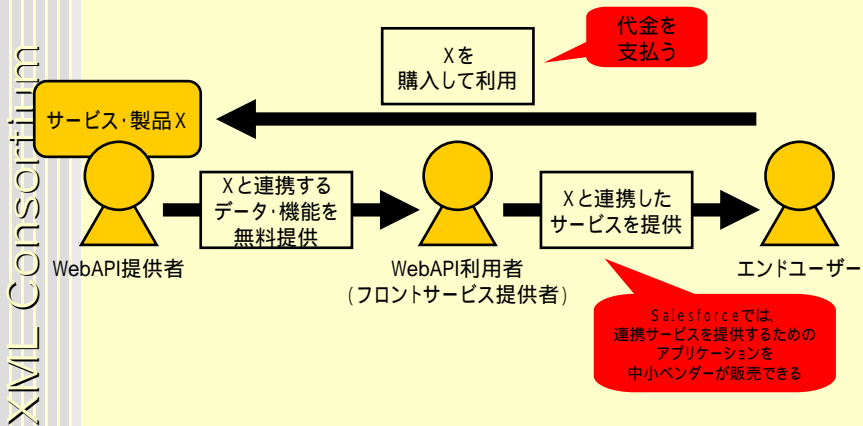 XML Consortium
代金を
支払う
Xを
購入して利用
サービス・製品X
Xと連携する
データ・機能を
無料提供
Xと連携した
サービスを提供
WebAPI提供者
WebAPI利用者
(フロントサービス提供者)
エンドユーザー
Salesforceでは、
連携サービスを提供するための
アプリケーションを
中小ベンダーが販売できる